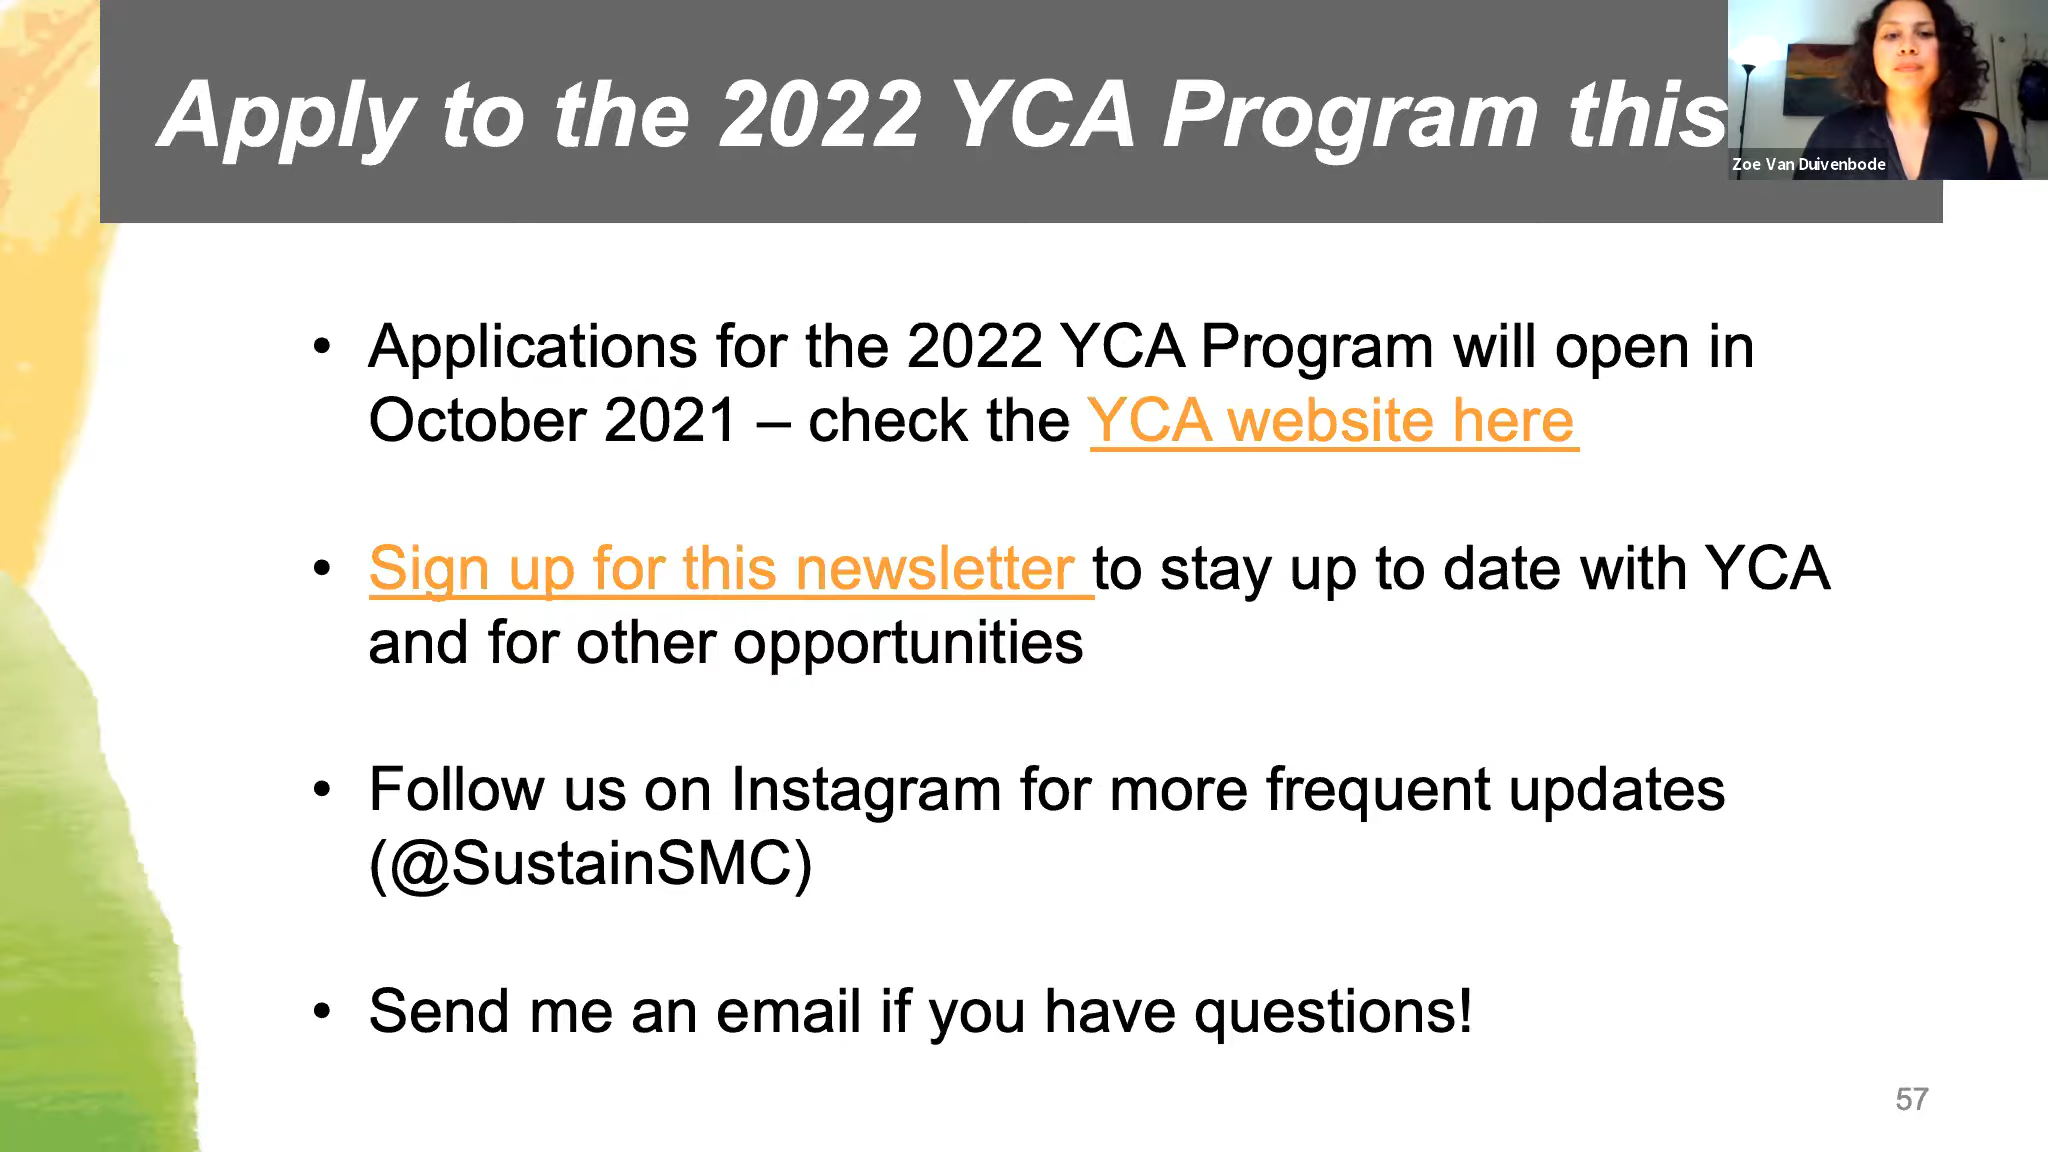 Apply to the 2022 YCA Program this
Zoe Van Duivenbode
• Applications for the 2022 YCA Program will open in
October 2021 – check the YCA website here
• Sign up for this newsletter to stay up to date with YCA
and for other opportunities
• Follow us on Instagram for more frequent updates
(@SustainSMC)
• Send me an email if you have questions!
57